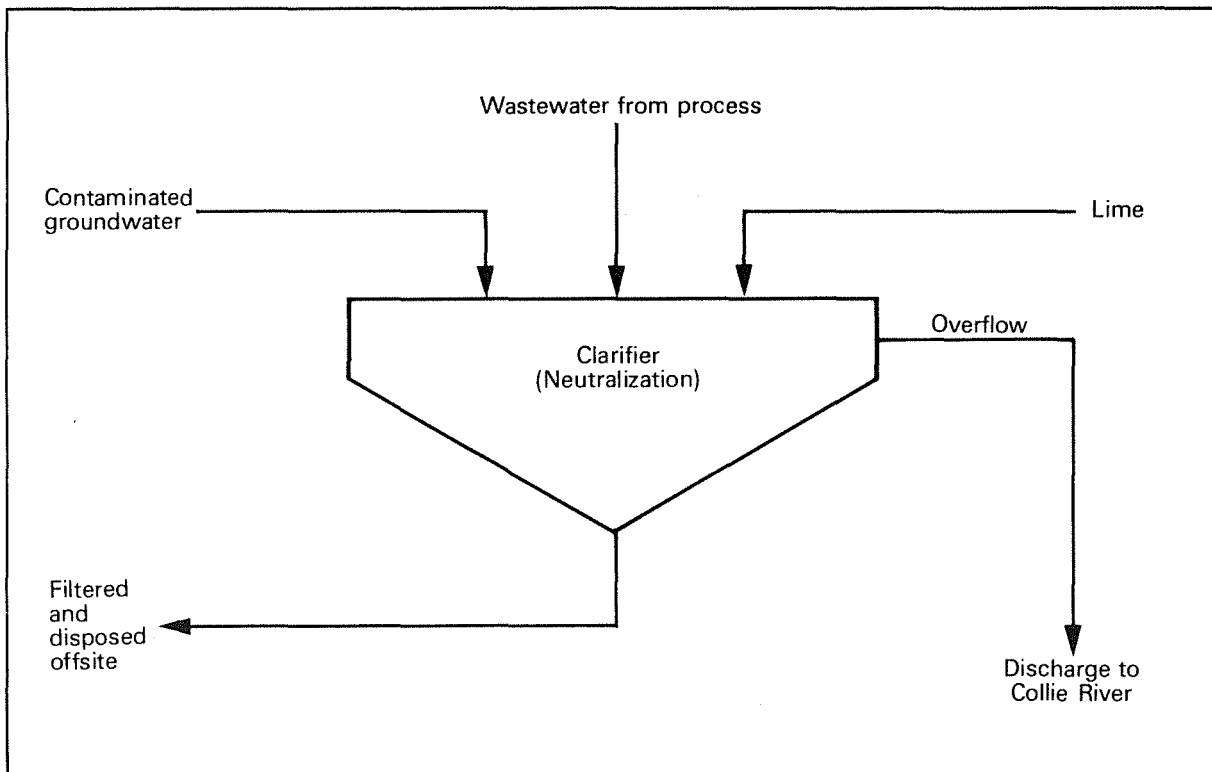 Wastewater from process
Contaminated
groundwater
Lime
Overflow
Clarifier
(Neutralization)
Filtered
and
disposed
offsite
Discharge to
Collie River